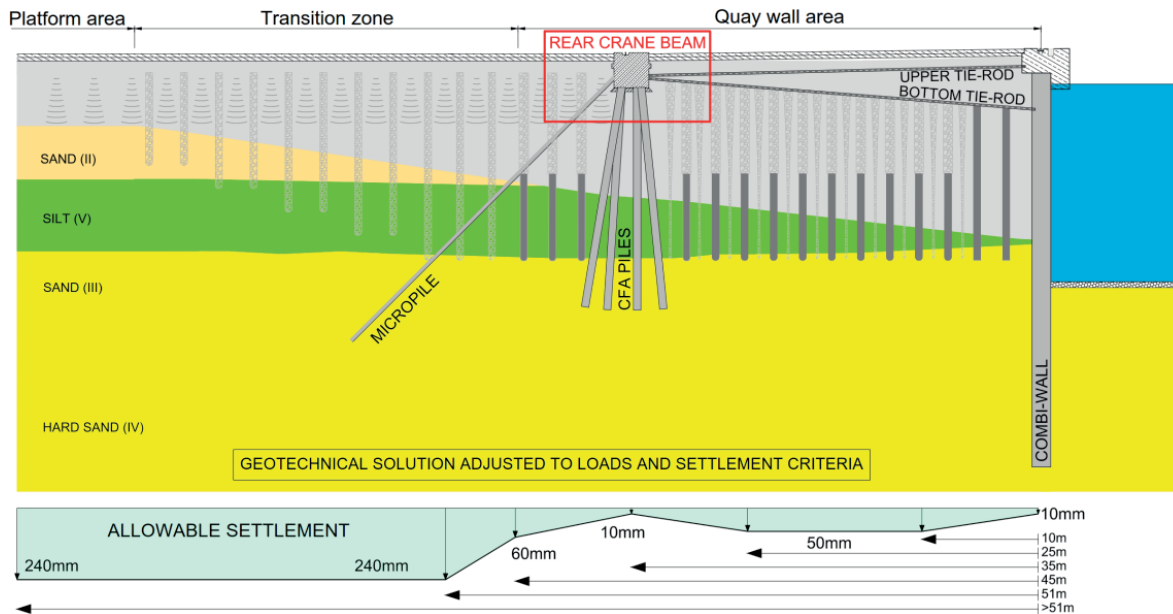 Platform area
Transition zone
Quay wall area
REAR CRANE BEAM
UPPER TIE-ROD
BOTTOM TIE-ROD
SAND (II)
SILT (V)
SAND (III)
MICROPILE
CFA PILES
COMBI-WALL
HARD SAND (IV)
GEOTECHNICAL SOLUTION ADJUSTED TO LOADS AND SETTLEMENT CRITERIA
ALLOWABLE SETTLEMENT
240mm
240mm
60mm
10mm
50mm
10mm
10m
25m
35m
45m
51m
>51m